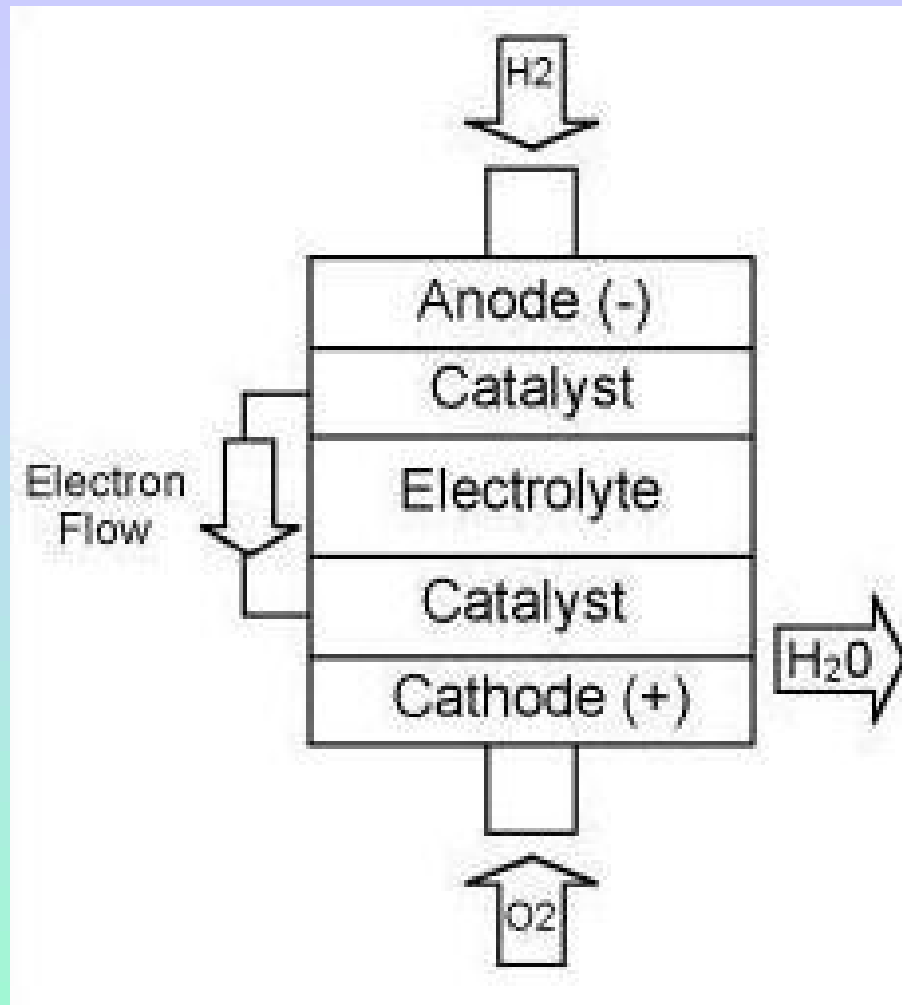 H2
Anode (-)
Catalyst
Electron
Flow
Electrolyte
Catalyst
Cathode (+)
H₂0
O2